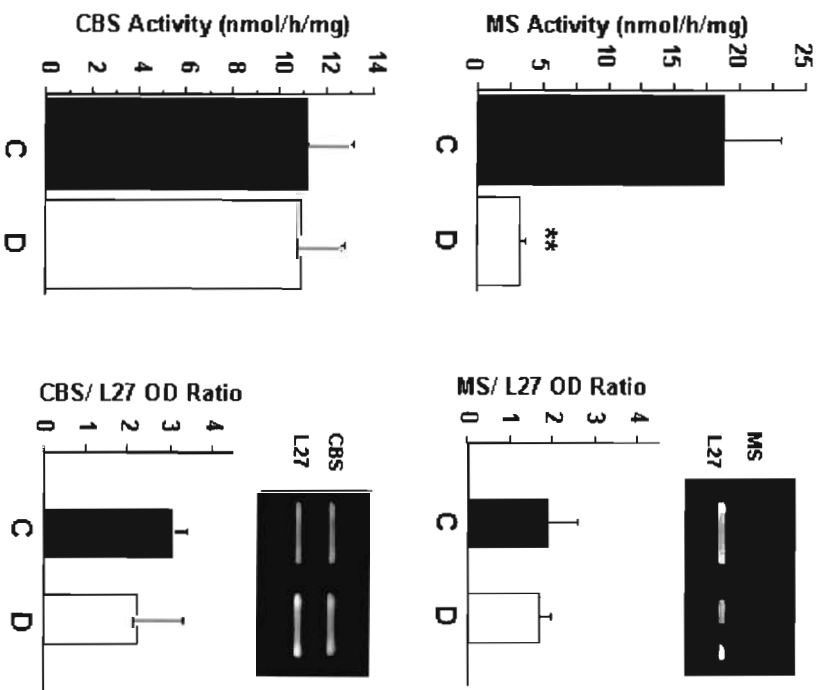 CBS Activity (nmol/h/mg)
0 2 4 6 8 10 12 14
C
D
MS Activity (nmol/h/mg)
0 5 10 15 20 25
C
D
**
CBS/ L27 OD Ratio
0 1 2 3 4
C
D
CBS
L27
MS/ L27 OD Ratio
0 1 2 3 4
C
D
MS
L27